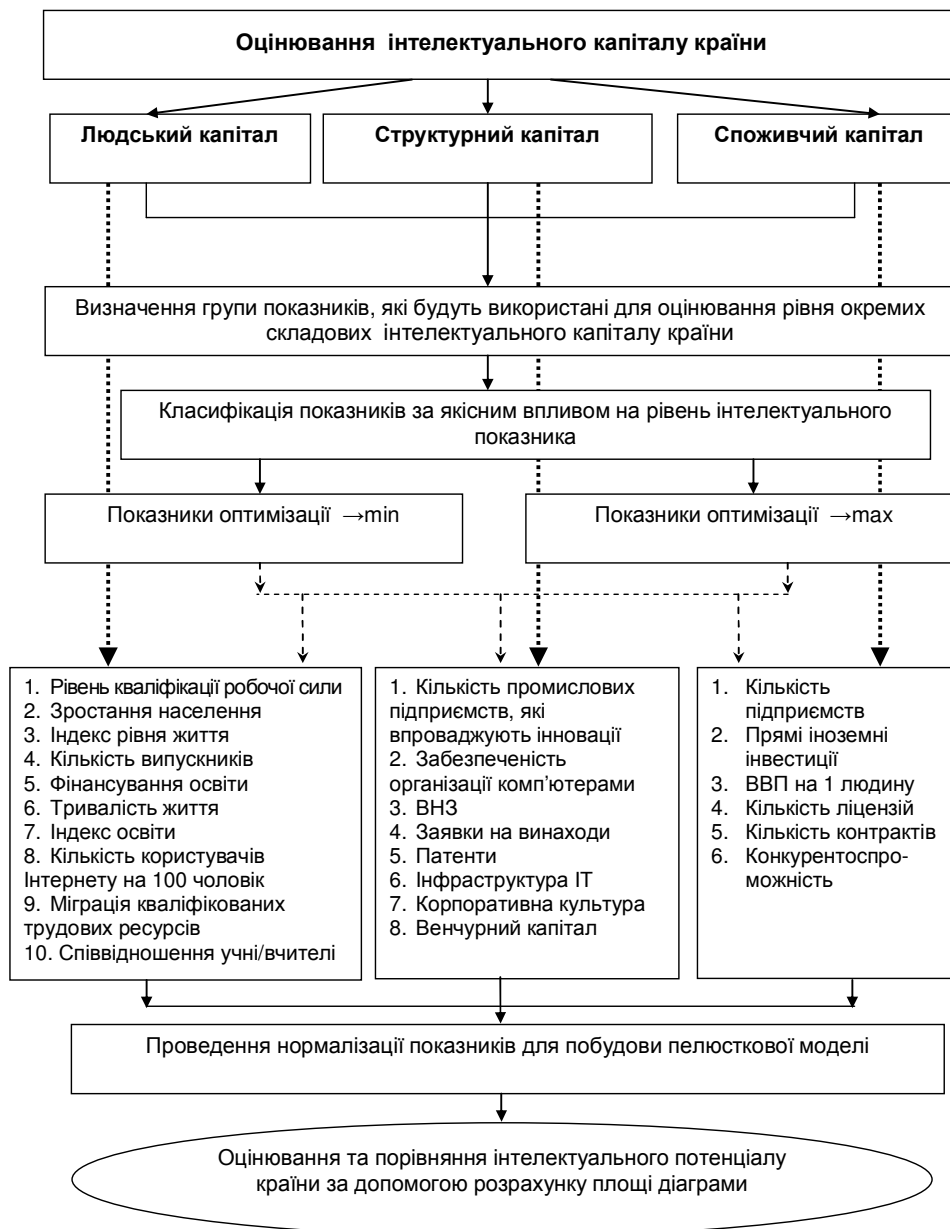 Оцінювання інтелектуального капіталу країни
Людський капітал
Структурний капітал
Споживчий капітал
Визначення групи показників, які будуть використані для оцінювання рівня окремих
складових інтелектуального капіталу країни
Класифікація показників за якісним впливом на рівень інтелектуального
показника
Показники оптимізації →min
Показники оптимізації →max
1. Рівень кваліфікації робочої сили
2. Зростання населення
3. Індекс рівня життя
4. Кількість випускників
5. Фінансування освіти
6. Тривалість життя
7. Індекс освіти
8. Кількість користувачів
Інтернету на 100 чоловік
9. Міграція кваліфікованих
трудових ресурсів
10. Співвідношення учні/вчителі
1. Кількість промислових
підприємств, які
впроваджують інновації
2. Забезпеченість
організації комп’ютерами
3. ВНЗ
4. Заявки на винаходи
5. Патенти
6. Інфраструктура ІТ
7. Корпоративна культура
8. Венчурний капітал
1. Кількість
підприємств
2. Прямі іноземні
інвестиції
3. ВВП на 1 людину
4. Кількість ліцензій
5. Кількість контрактів
6. Конкурентоспро-
можність
Проведення нормалізації показників для побудови пелюсткової моделі
Оцінювання та порівняння інтелектуального потенціалу
країни за допомогою розрахунку площі діаграми